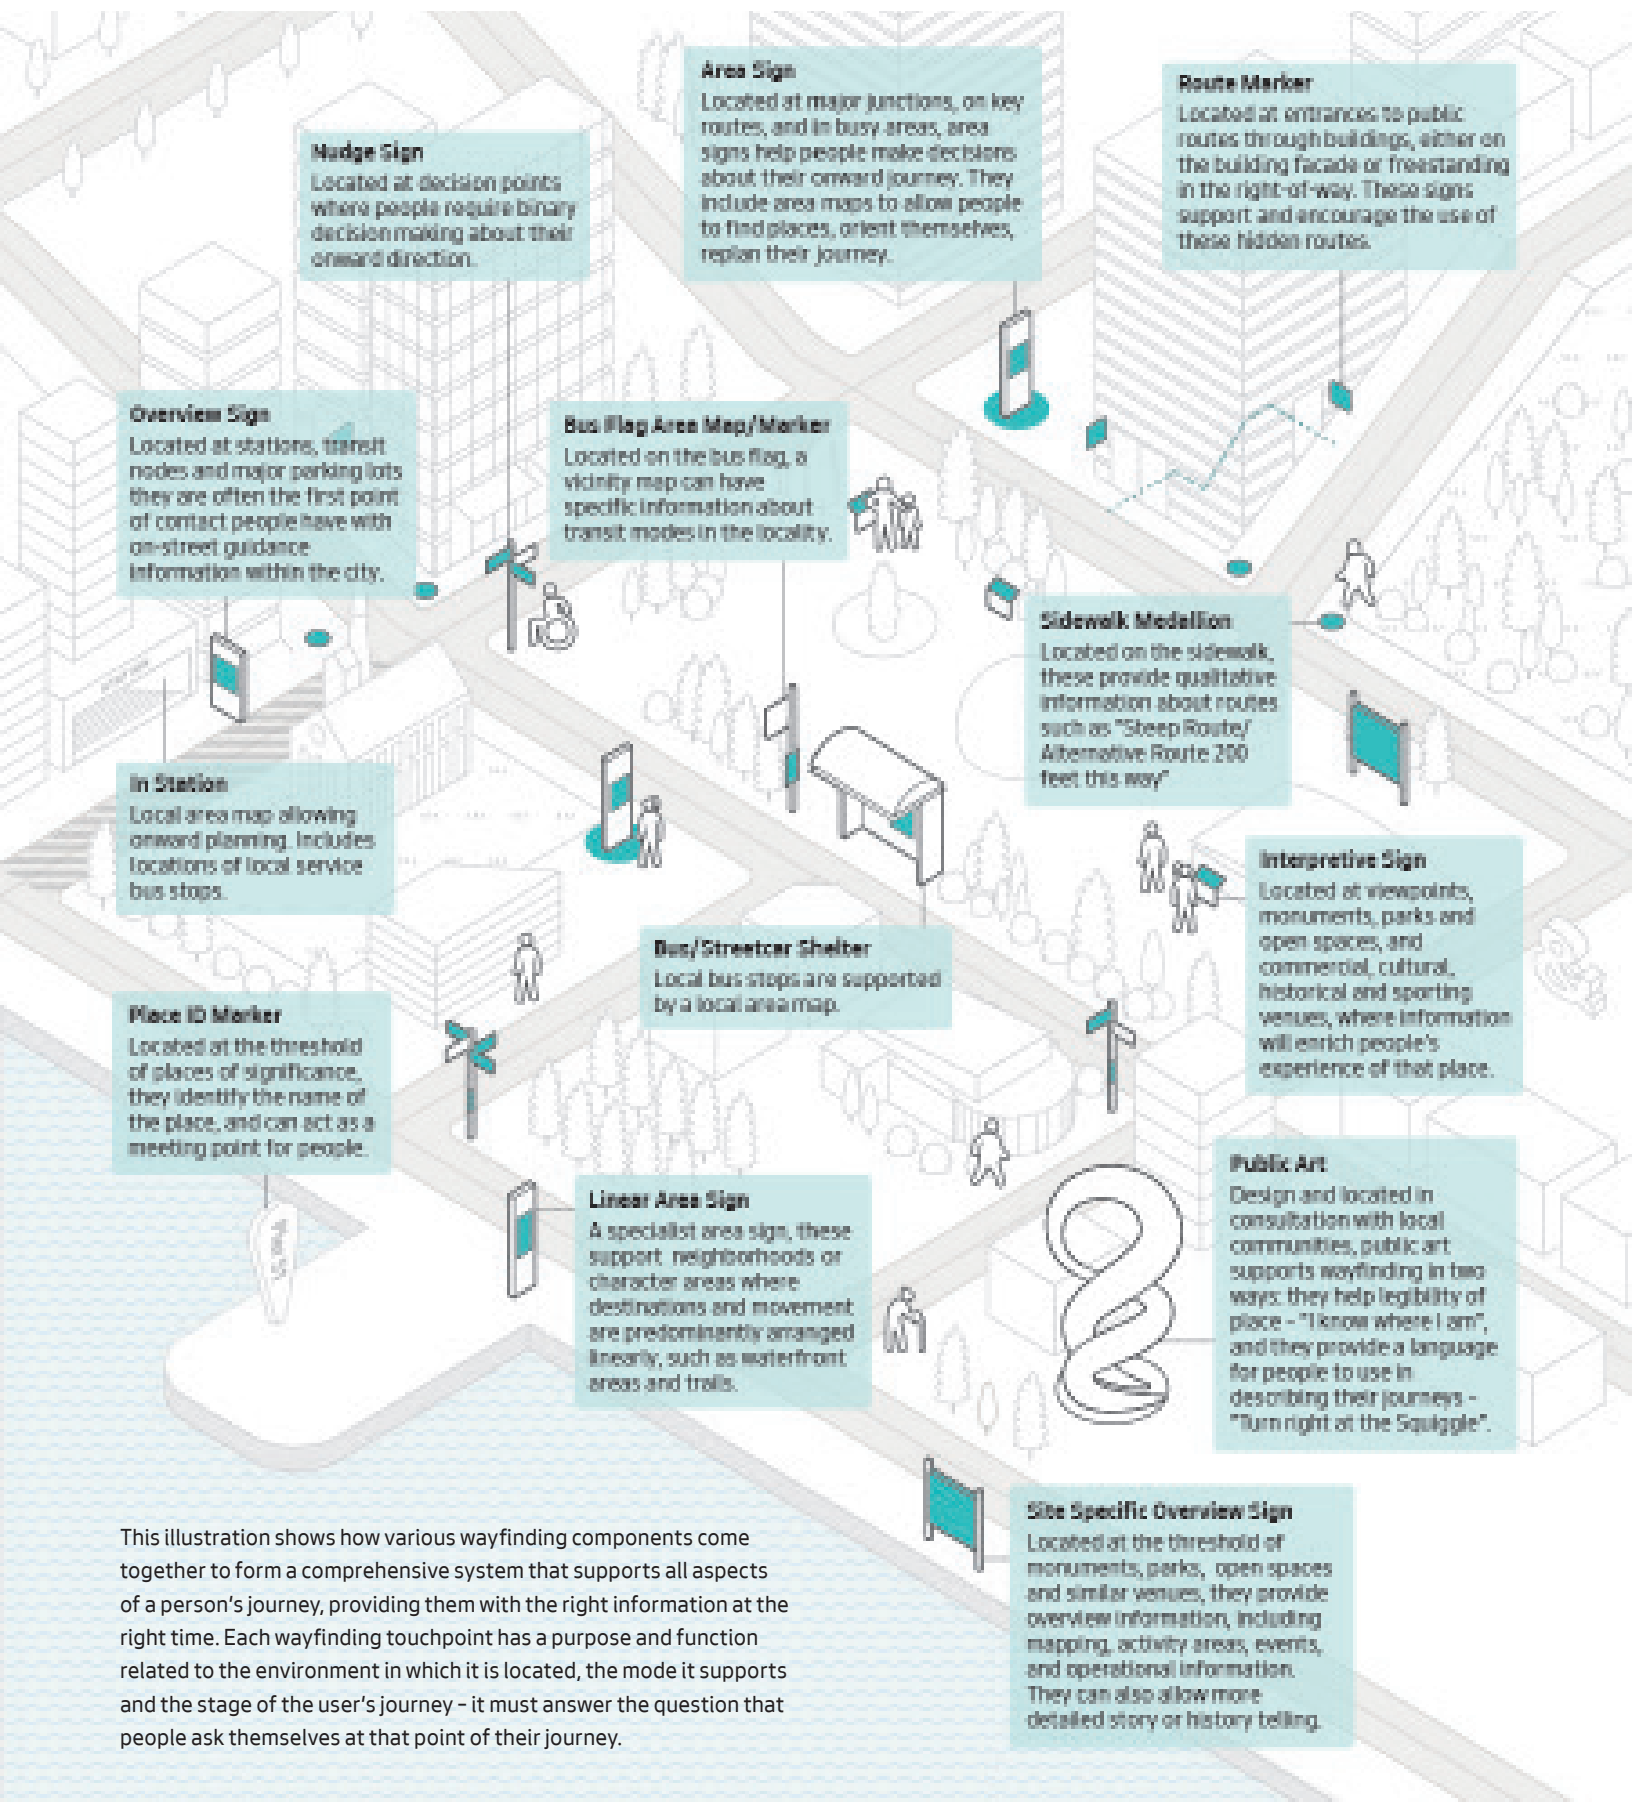 Area Sign
Located at major junctions, on key
routes, and in busy areas, area
signs help people make decisions
about their onward journey. They
include area maps to allow people
to find places, orient themselves,
replan their journey.
Route Marker
Located at entrances to public
routes through buildings, either on
the building facade or freestanding
in the right-of-way. These signs
support and encourage the use of
these hidden routes.
Nudge Sign
Located at decision points
where people require binary
decision making about their
onward direction.
Overview Sign
Located at stations, transit
nodes and major parking lots
they are often the first point
of contact people have with
on-street guidance
information within the city.
Bus Flag Area Map/Marker
Located on the bus flag, a
vicinity map can have
specific information about
transit modes in the locality.
Sidewalk Medallion
Located on the sidewalk,
these provide qualitative
information about routes
such as "Steep Route/
Alternative Route 200
feet this way"
In Station
Local area map allowing
onward planning. Includes
locations of local service
bus stops.
Interpretive Sign
Located at viewpoints,
monuments, parks and
open spaces, and
commercial, cultural,
historical and sporting
venues, where information
will enrich people's
experience of that place.
Bus/Streetcar Shelter
Local bus stops are supported
by a local area map.
Place ID Marker
Located at the threshold
of places of significance,
they identify the name of
the place, and can act as a
meeting point for people.
Linear Area Sign
A specialist area sign, these
support neighborhoods or
character areas where
destinations and movement
are predominantly arranged
linearly, such as waterfront
areas and trails.
Public Art
Design and located in
consultation with local
communities, public art
supports wayfinding in two
ways: they help legibility of
place - "I know where I am",
and they provide a language
for people to use in
describing their journeys -
"Turn right at the Squiggle".
Site Specific Overview Sign
Located at the threshold of
monuments, parks, open spaces
and similar venues, they provide
overview information, including
mapping, activity areas, events,
and operational information.
They can also allow more
detailed story or history telling.
This illustration shows how various wayfinding components come
together to form a comprehensive system that supports all aspects
of a person's journey, providing them with the right information at the
right time. Each wayfinding touchpoint has a purpose and function
related to the environment in which it is located, the mode it supports
and the stage of the user's journey – it must answer the question that
people ask themselves at that point of their journey.